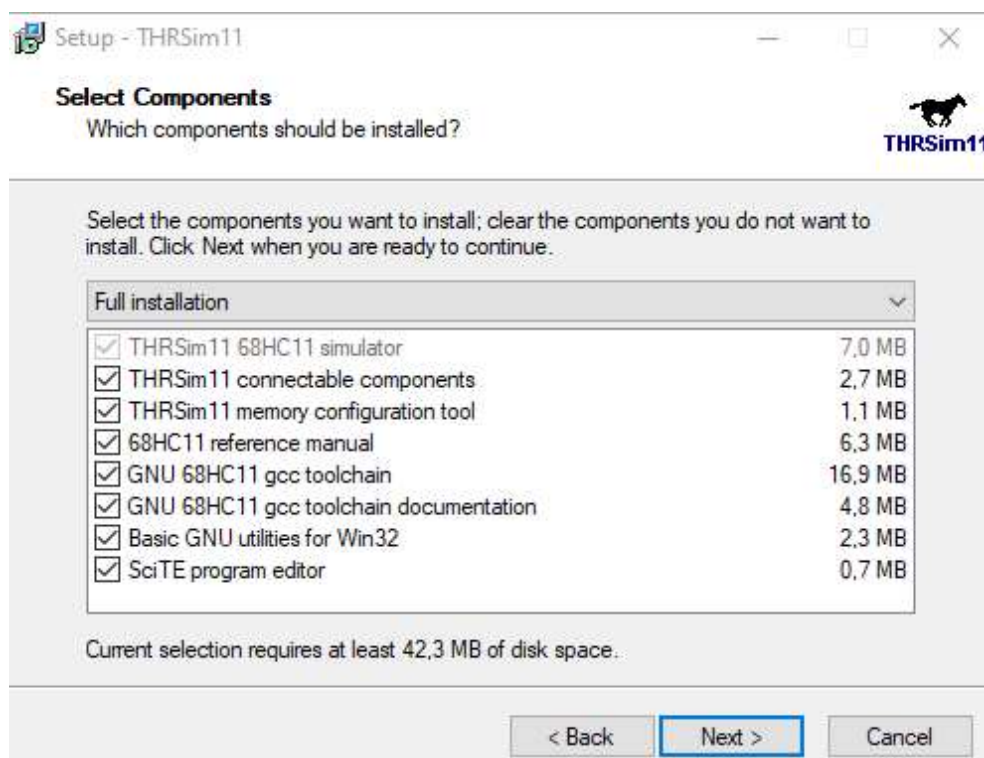 Setup - THRSim11
Select Components
Which components should be installed?
THRSim11
Select the components you want to install; clear the components you do not want to
install. Click Next when you are ready to continue.
Full installation
THRSim11 68HC11 simulator 7,0 MB
THRSim11 connectable components 2,7 MB
THRSim11 memory configuration tool 1,1 MB
68HC11 reference manual 6,3 MB
GNU 68HC11 gcc toolchain 16,9 MB
GNU 68HC11 gcc toolchain documentation 4,8 MB
Basic GNU utilities for Win32 2,3 MB
SciTE program editor 0,7 MB
Current selection requires at least 42,3 MB of disk space.
< Back Next > Cancel